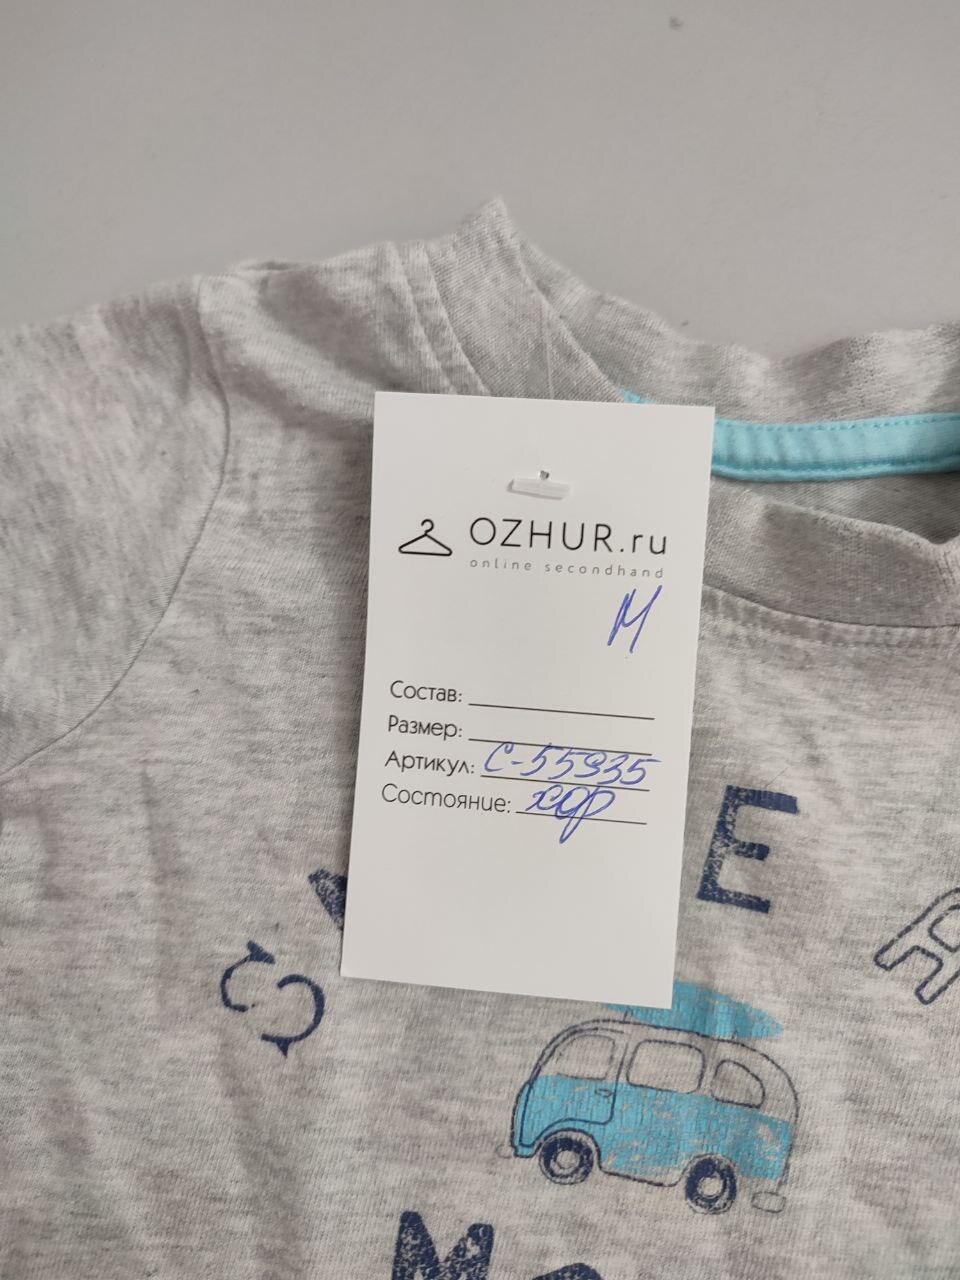 OZHUR.ru
online secondhand
М
Состав:
Размер:
Артикул: С-55935
Состояние: хор
E
S
M